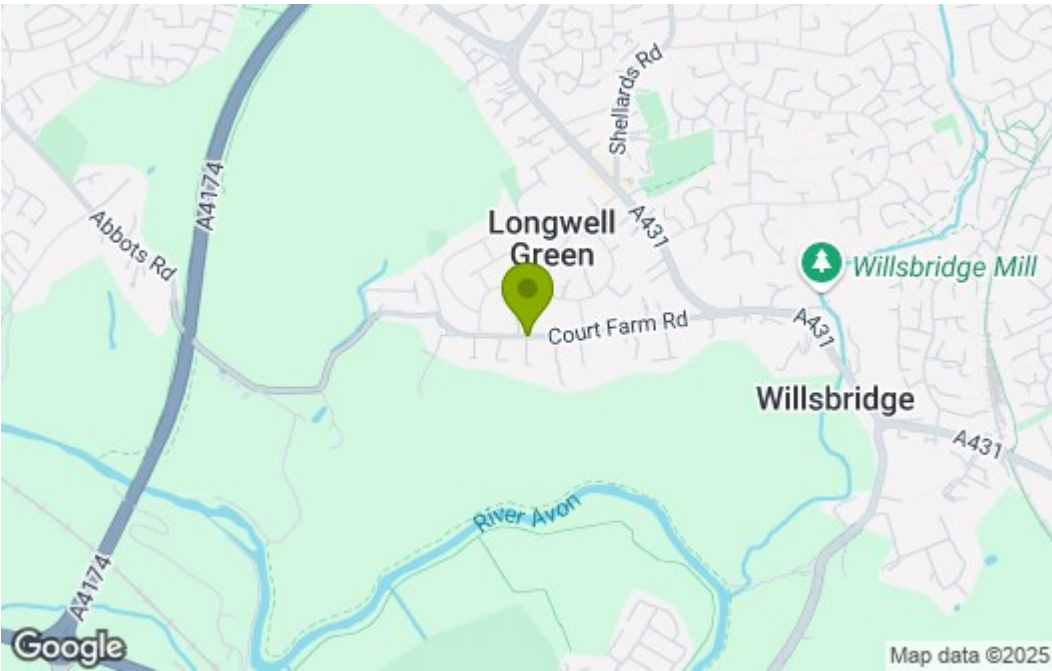 Shellards Rd
A4174
Abbots Rd
A431
Longwell
Green
Willsbridge Mill
Court Farm Rd
A431
Willsbridge
A431
River Avon
A4174
Google
Map data ©2025